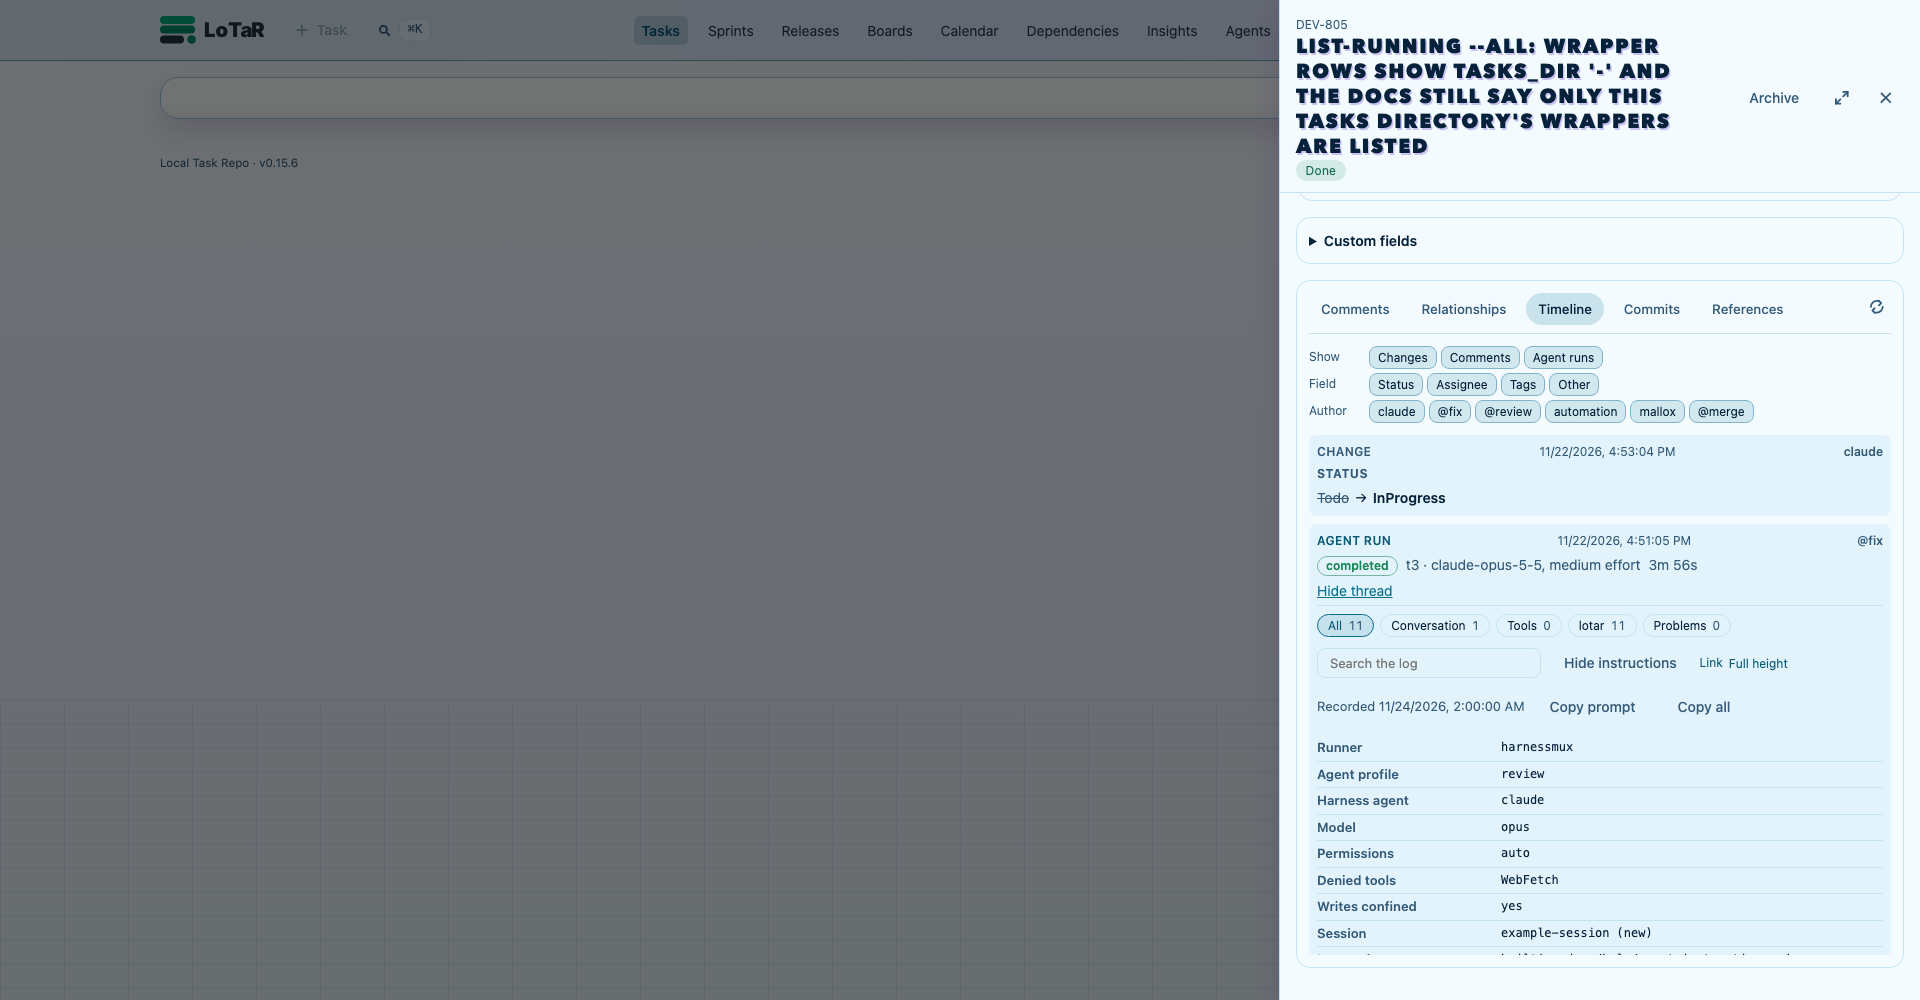 LoTaR
+ Task
⌘K
Tasks
Sprints
Releases
Boards
Calendar
Dependencies
Insights
Agents
Local Task Repo · v0.15.6
DEV-805
LIST-RUNNING --ALL: WRAPPER
ROWS SHOW TASKS_DIR '-' AND
THE DOCS STILL SAY ONLY THIS
TASKS DIRECTORY'S WRAPPERS
ARE LISTED
Done
Archive
Custom fields
Comments
Relationships
Timeline
Commits
References
Show Changes Comments Agent runs
Field Status Assignee Tags Other
Author claude @fix @review automation mallox @merge
CHANGE 11/22/2026, 4:53:04 PM claude
STATUS
Todo → InProgress
AGENT RUN 11/22/2026, 4:51:05 PM @fix
completed t3 · claude-opus-5-5, medium effort 3m 56s
Hide thread
All 11 Conversation 1 Tools 0 lotar 11 Problems 0
Search the log Hide instructions Link Full height
Recorded 11/24/2026, 2:00:00 AM Copy prompt Copy all
Runner harnessmux
Agent profile review
Harness agent claude
Model opus
Permissions auto
Denied tools WebFetch
Writes confined yes
Session example-session (new)